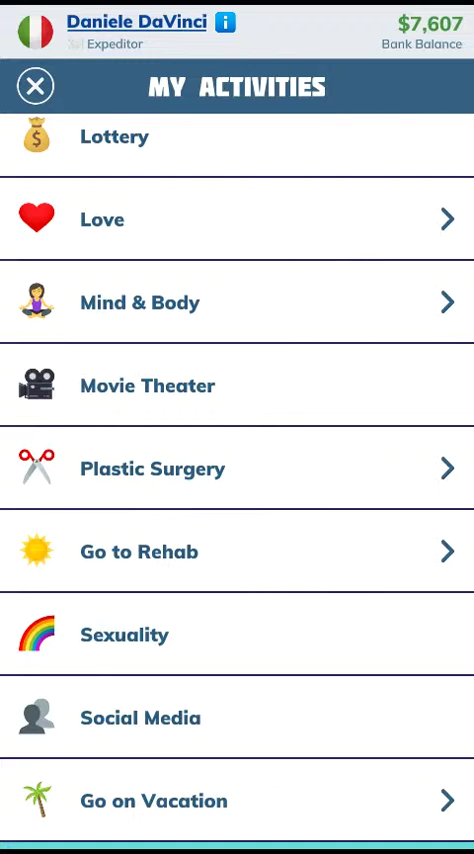 Daniele DaVinci i
$7,607
Expeditor
Bank Balance
MY ACTIVITIES
Lottery
Love
Mind & Body
Movie Theater
Plastic Surgery
Go to Rehab
Sexuality
Social Media
Go on Vacation